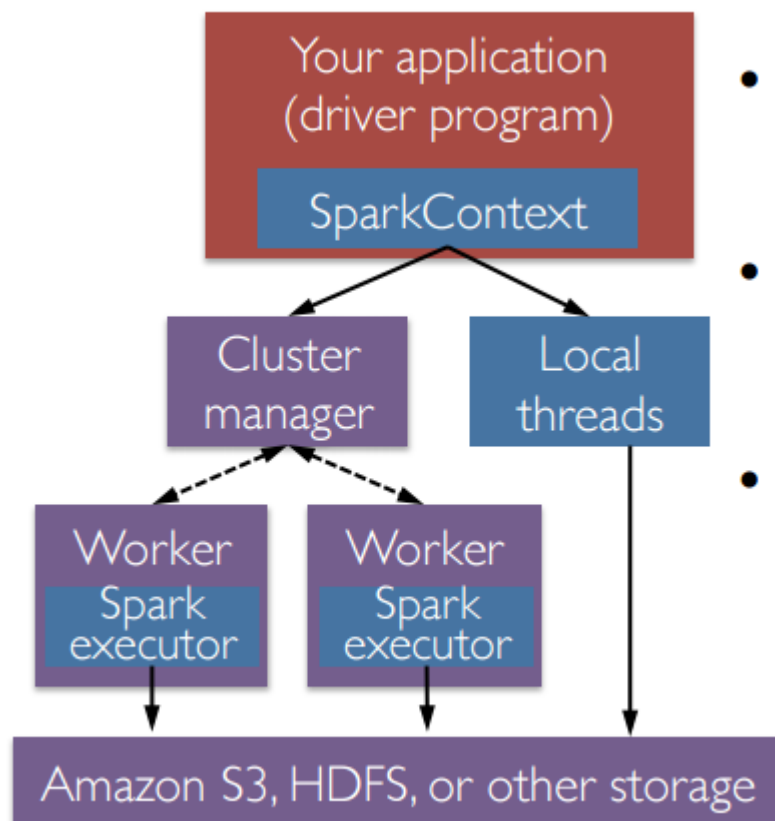 Your application
(driver program)
SparkContext
Cluster
manager
Local
threads
Worker
Spark
executor
Worker
Spark
executor
Amazon S3, HDFS, or other storage